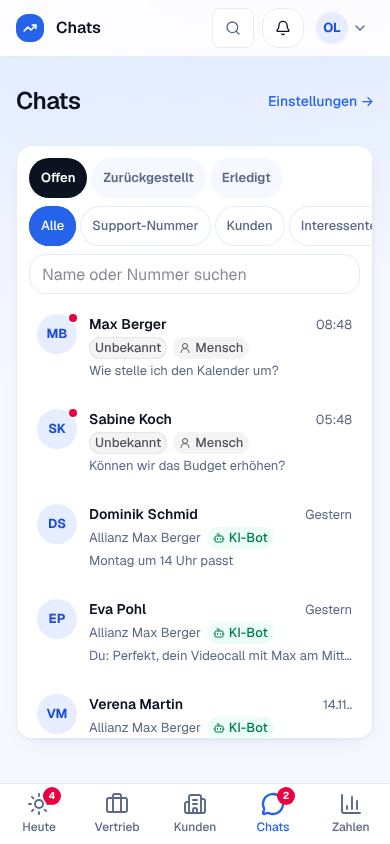 Chats
OL
Chats
Einstellungen →
Offen Zurückgestellt Erledigt
Alle Support-Nummer Kunden Interessente
Name oder Nummer suchen
MB Max Berger 08:48
Unbekannt Mensch
Wie stelle ich den Kalender um?
SK Sabine Koch 05:48
Unbekannt Mensch
Können wir das Budget erhöhen?
DS Dominik Schmid Gestern
Allianz Max Berger KI-Bot
Montag um 14 Uhr passt
EP Eva Pohl Gestern
Allianz Max Berger KI-Bot
Du: Perfekt, dein Videocall mit Max am Mitt…
VM Verena Martin 14.11..
Allianz Max Berger KI-Bot
4 2
Heute Vertrieb Kunden Chats Zahlen